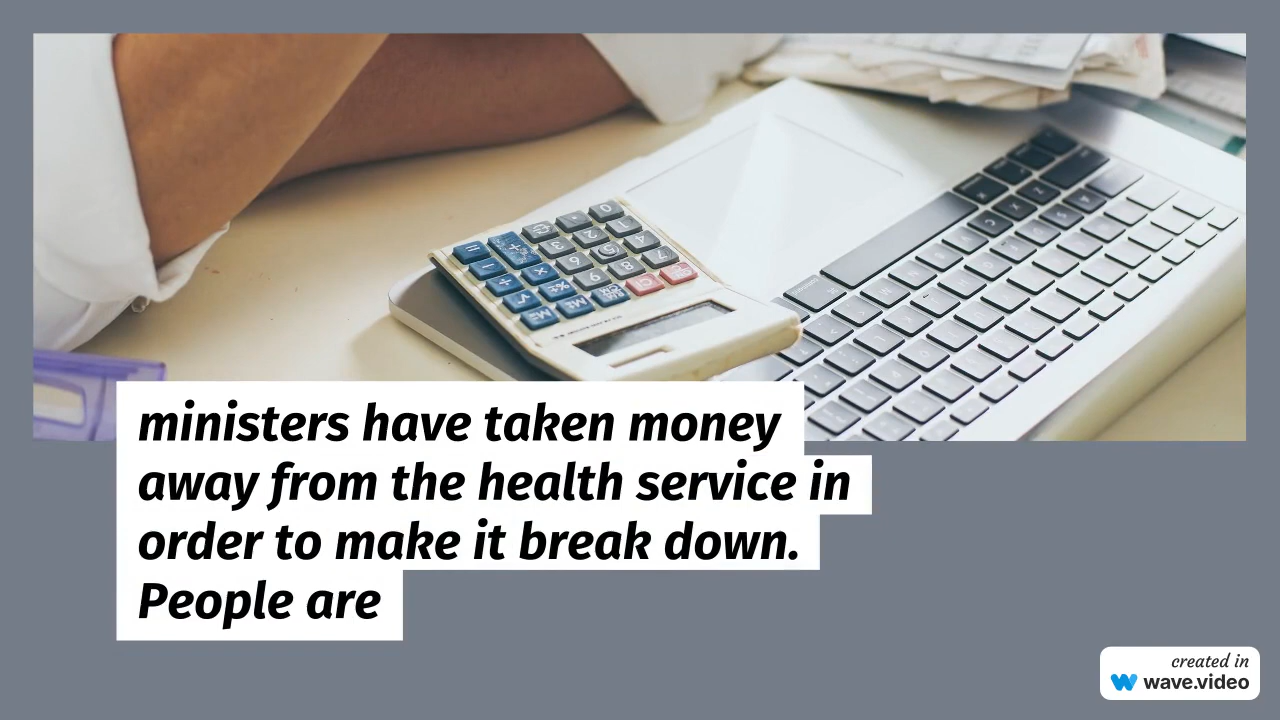 ministers have taken money
away from the health service in
order to make it break down.
People are
created in
wave.video